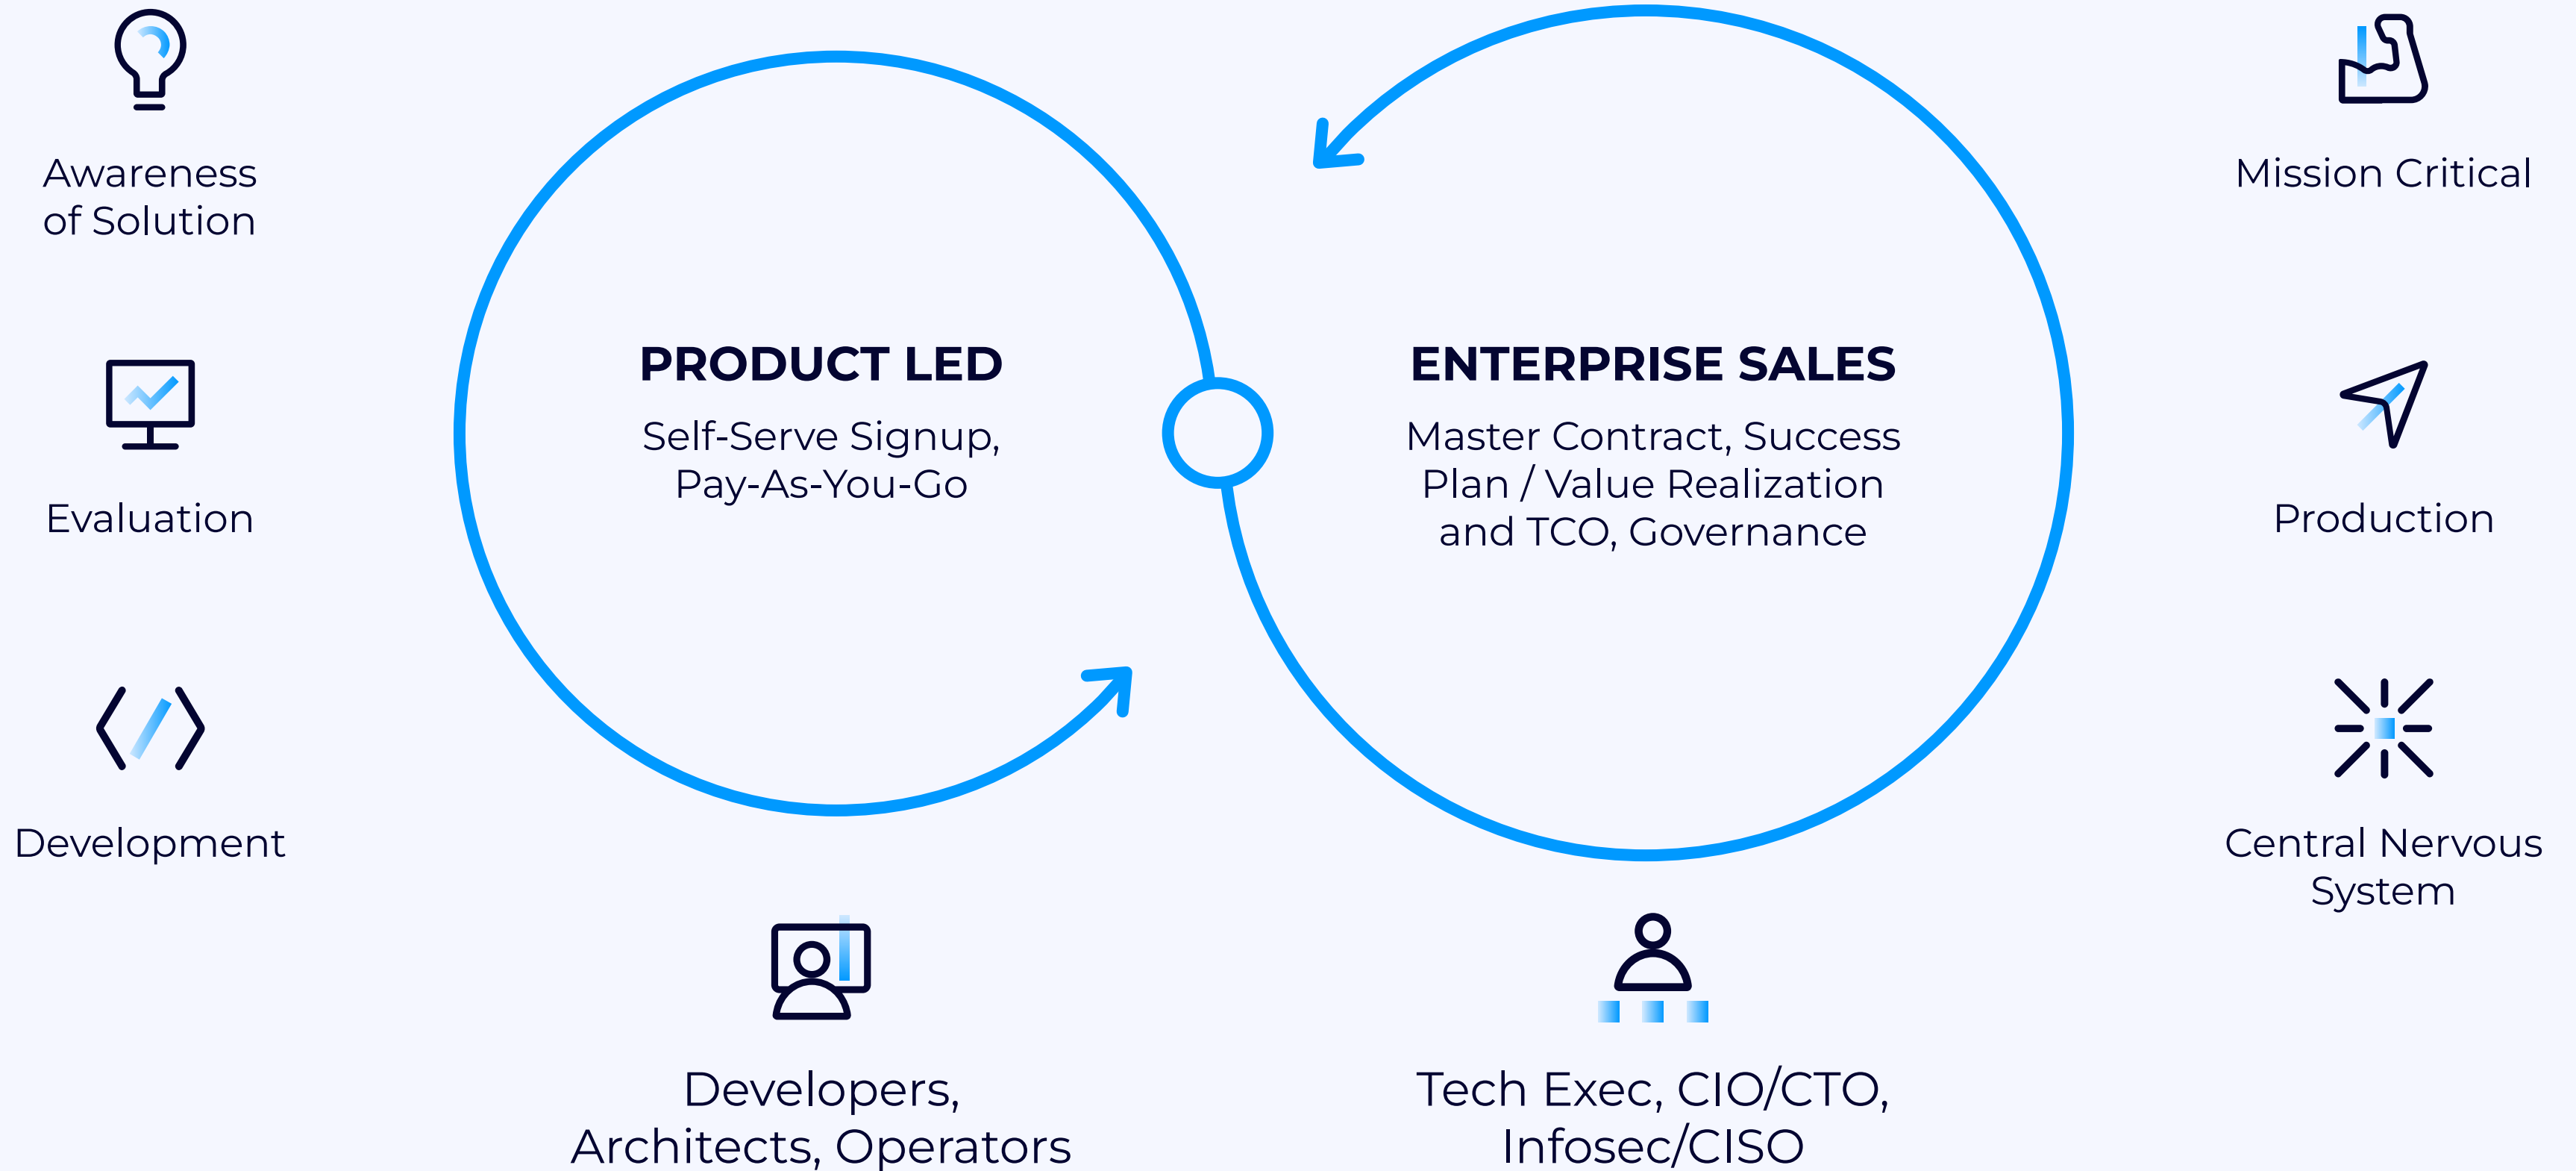 Awareness
of Solution
Evaluation
Development
PRODUCT LED
Self-Serve Signup,
Pay-As-You-Go
Developers,
Architects, Operators
ENTERPRISE SALES
Master Contract, Success
Plan / Value Realization
and TCO, Governance
Tech Exec, CIO/CTO,
Infosec/CISO
Mission Critical
Production
Central Nervous
System